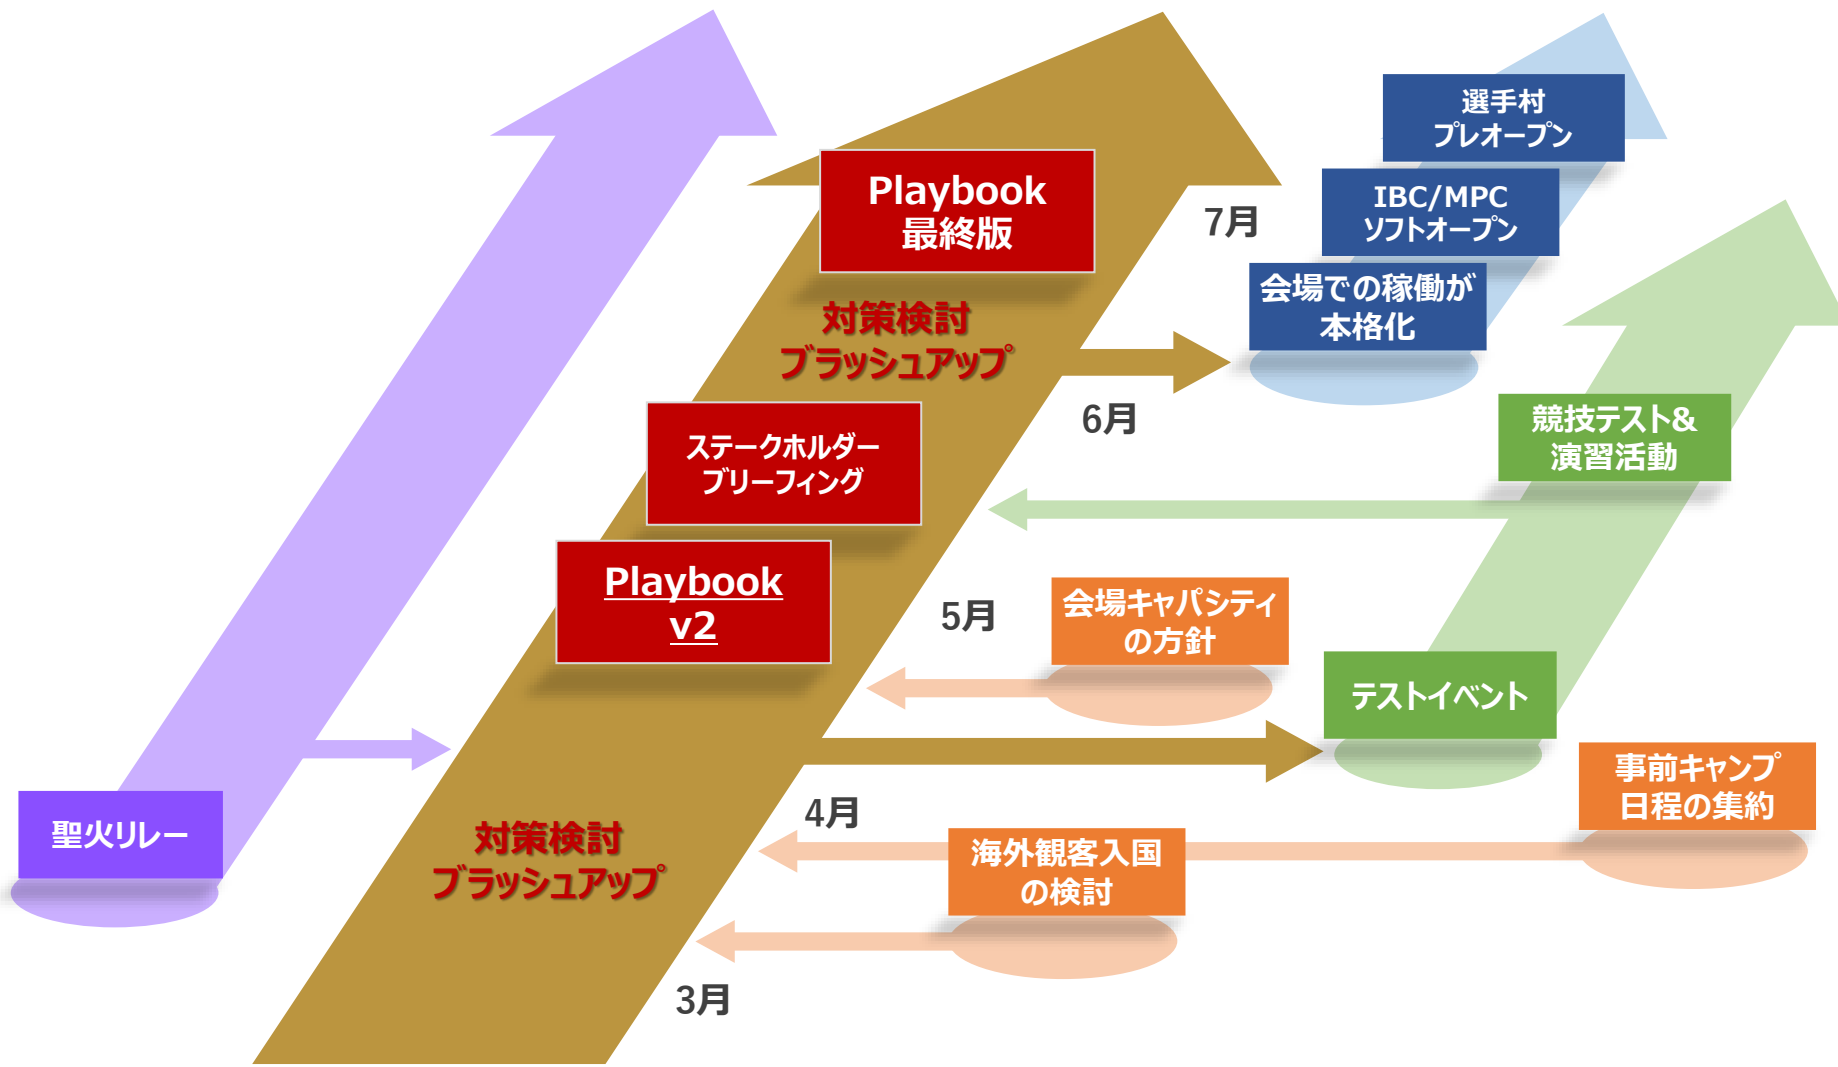 選手村
プレオープン
IBC/MPC
ソフトオープン
会場での稼働が
本格化
Playbook
最終版
7月
対策検討
ブラッシュアップ
6月
競技テスト&
演習活動
ステークホルダー
ブリーフィング
Playbook
v2
5月
会場キャパシティ
の方針
テストイベント
事前キャンプ
日程の集約
聖火リレー
対策検討
ブラッシュアップ
4月
海外観客入国
の検討
3月